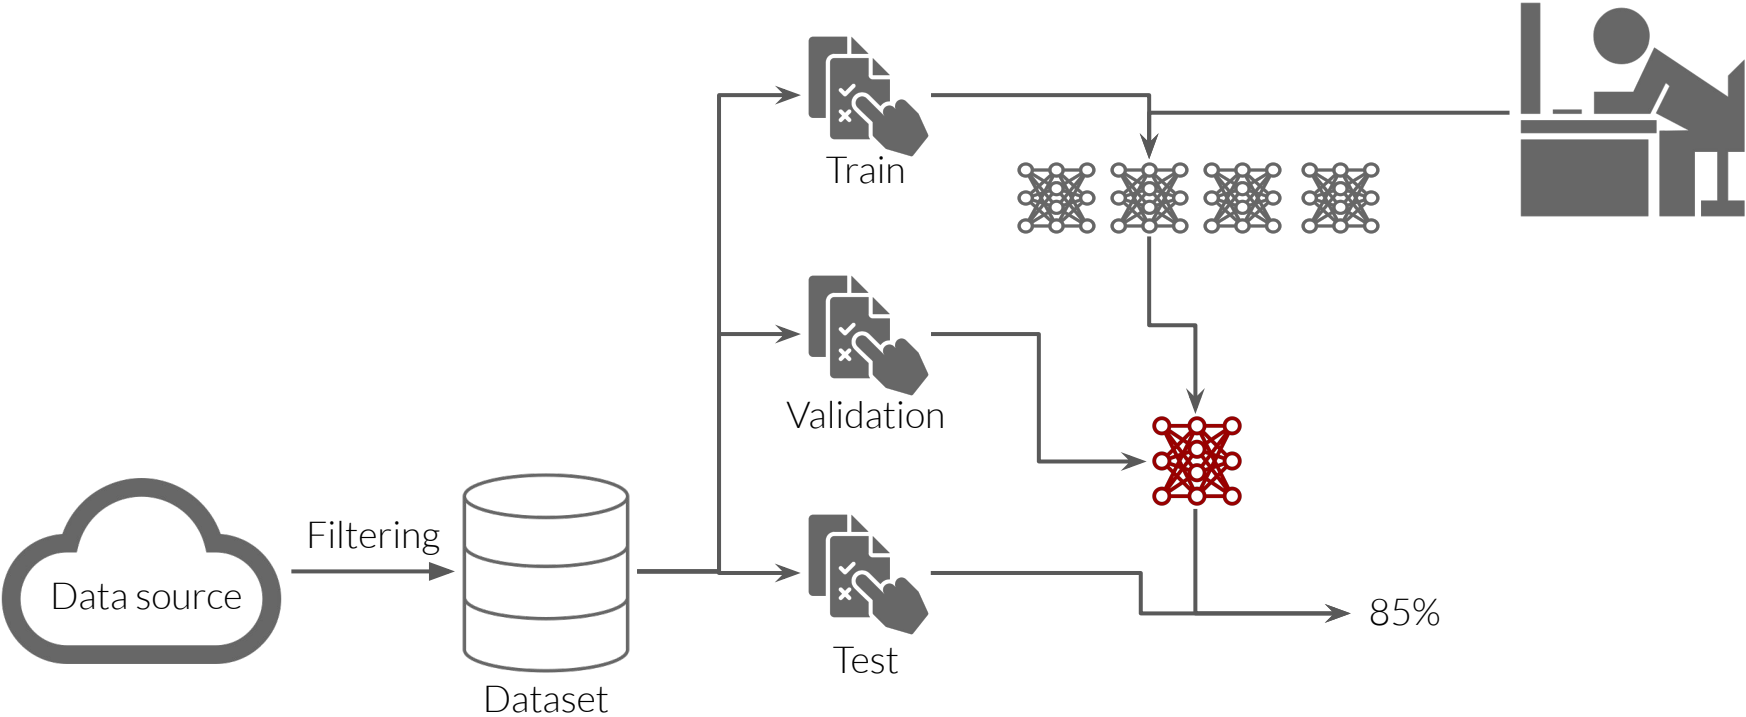 Train
Validation
Filtering
Data source
Dataset
Test
85%